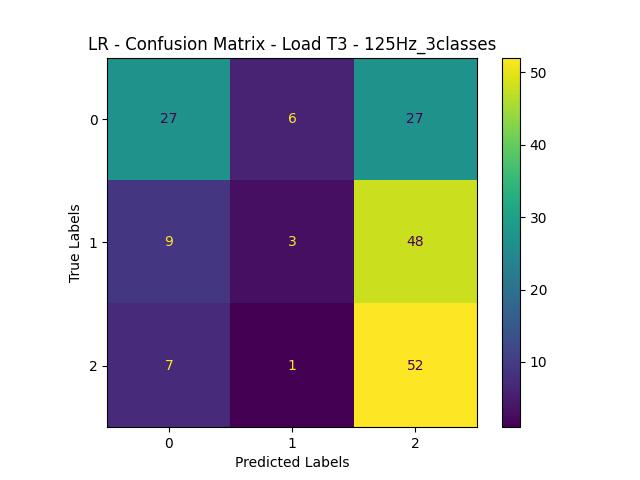 LR - Confusion Matrix - Load T3 - 125Hz_3classes
0 27 6 27
1 9 3 48
2 7 1 52
0 1 2
True Labels
Predicted Labels
50
40
30
20
10